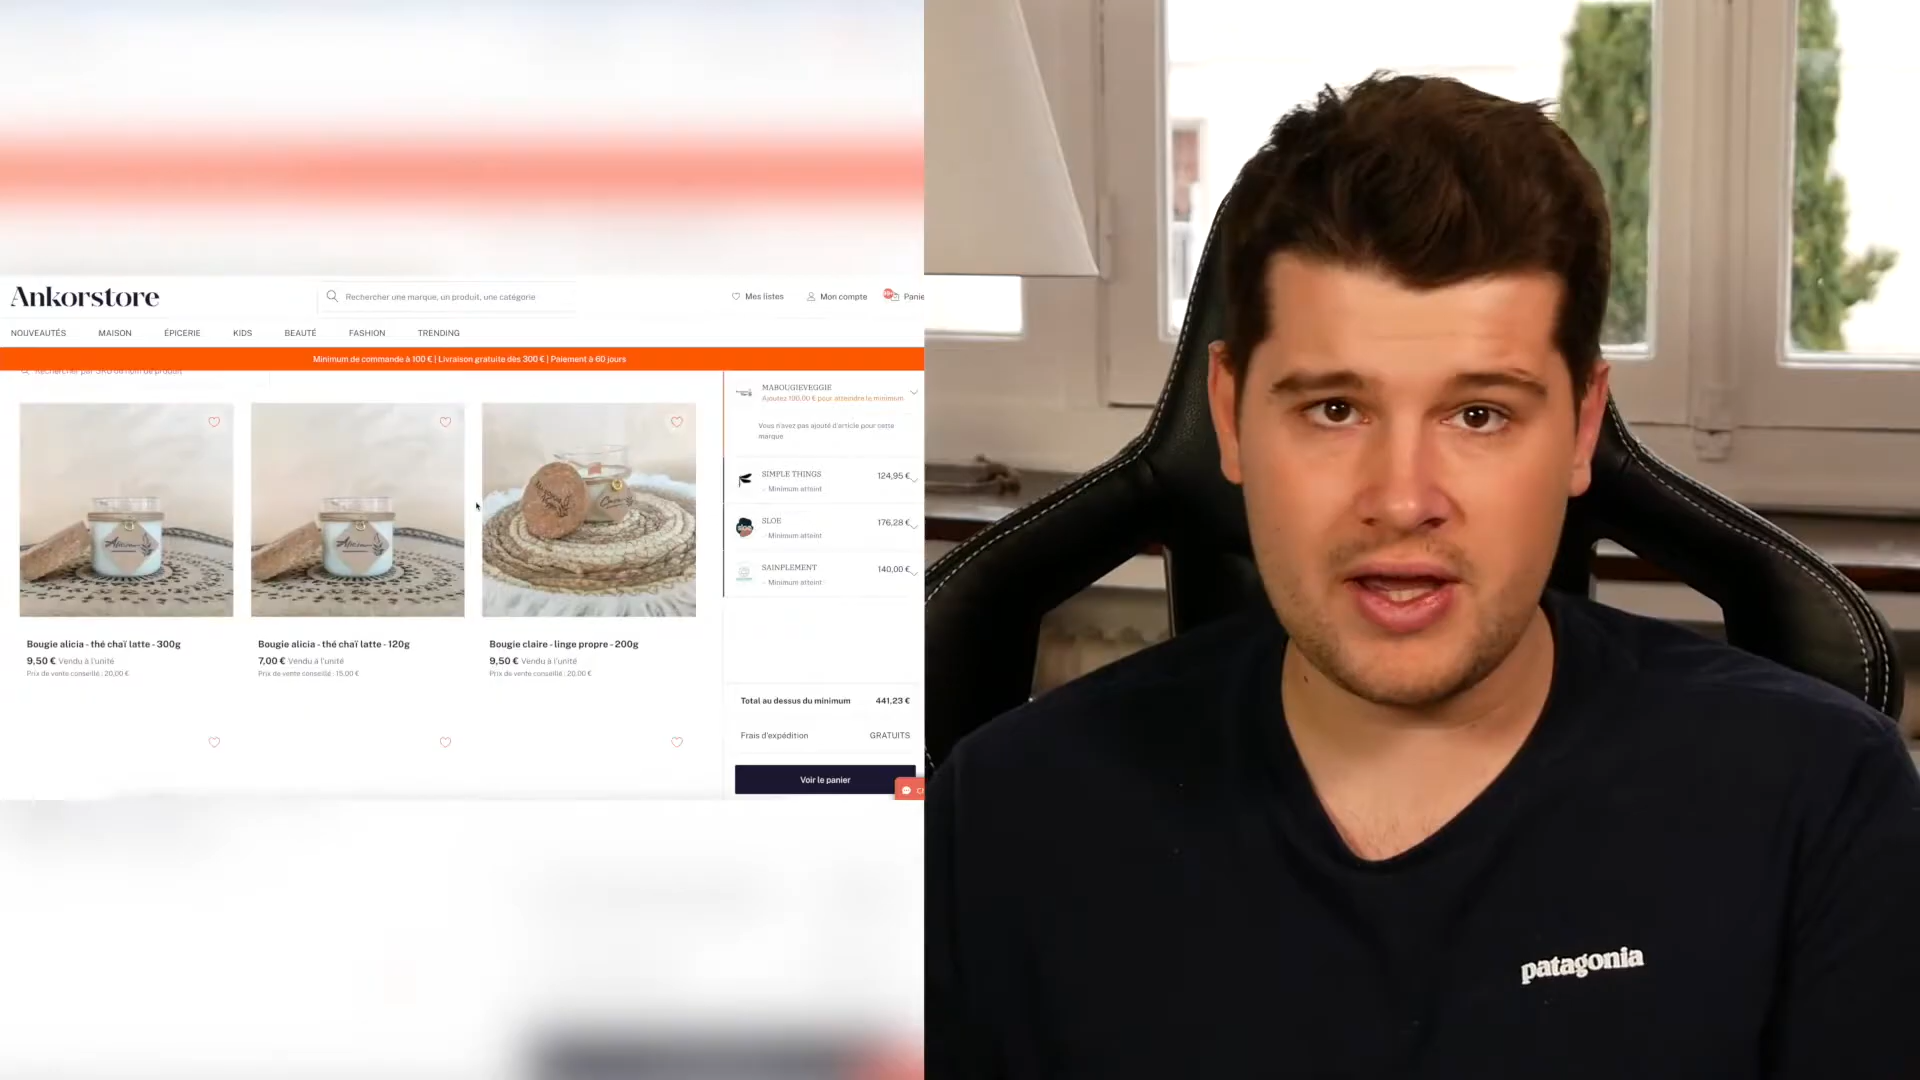 Ankorstore
Rechercher une marque, un produit, une catégorie
Mes listes
Mon compte
Panie
NOUVEAUTÉS
MAISON
ÉPICERIE
KIDS
BEAUTÉ
FASHION
TRENDING
Minimum de commande à 100 € | Livraison gratuite dès 300 € | Paiement à 60 jours
MABOUGIEVEGGIE
Ajoutez 100,00 € pour atteindre le minimum
Vous n'avez pas ajouté d'article pour cette
marque
SIMPLE THINGS
124,95 €
Minimum atteint
SLOE
176,28 €
Minimum atteint
SAINPLEMENT
140,00 €
Minimum atteint
Bougie alicia - thé chaï latte - 300g
9,50 € Vendu à l'unité
Prix de vente conseillé : 20,00 €
Bougie alicia - thé chaï latte - 120g
7,00 € Vendu à l'unité
Prix de vente conseillé : 15,00 €
Bougie claire - linge propre - 200g
9,50 € Vendu à l'unité
Prix de vente conseillé : 20,00 €
Total au dessus du minimum
441,23 €
Frais d'expédition
GRATUITS
Voir le panier
patagonia